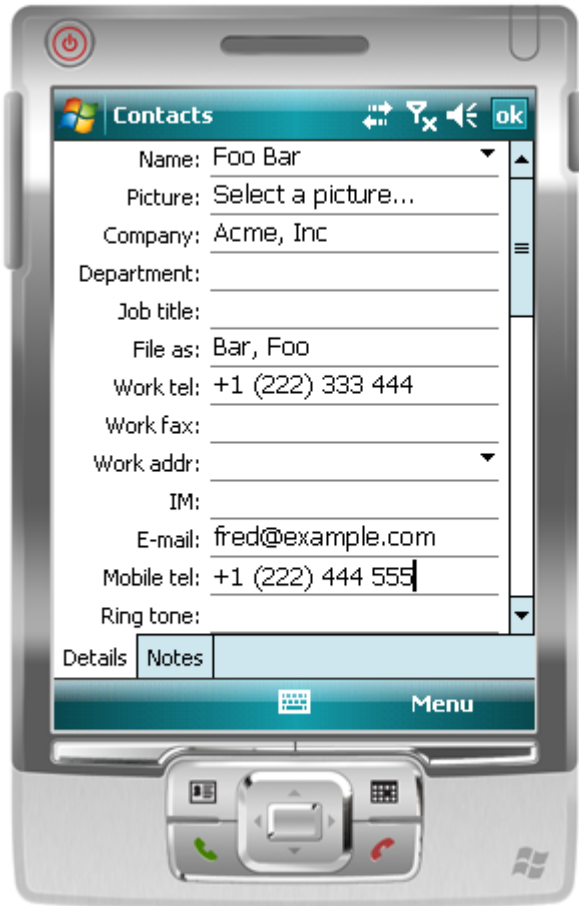 Contacts
ok
Name: Foo Bar
Picture: Select a picture...
Company: Acme, Inc
Department:
Job title:
File as: Bar, Foo
Work tel: +1 (222) 333 444
Work fax:
Work addr:
IM:
E-mail: fred@example.com
Mobile tel: +1 (222) 444 555
Ring tone:
Details Notes
Menu